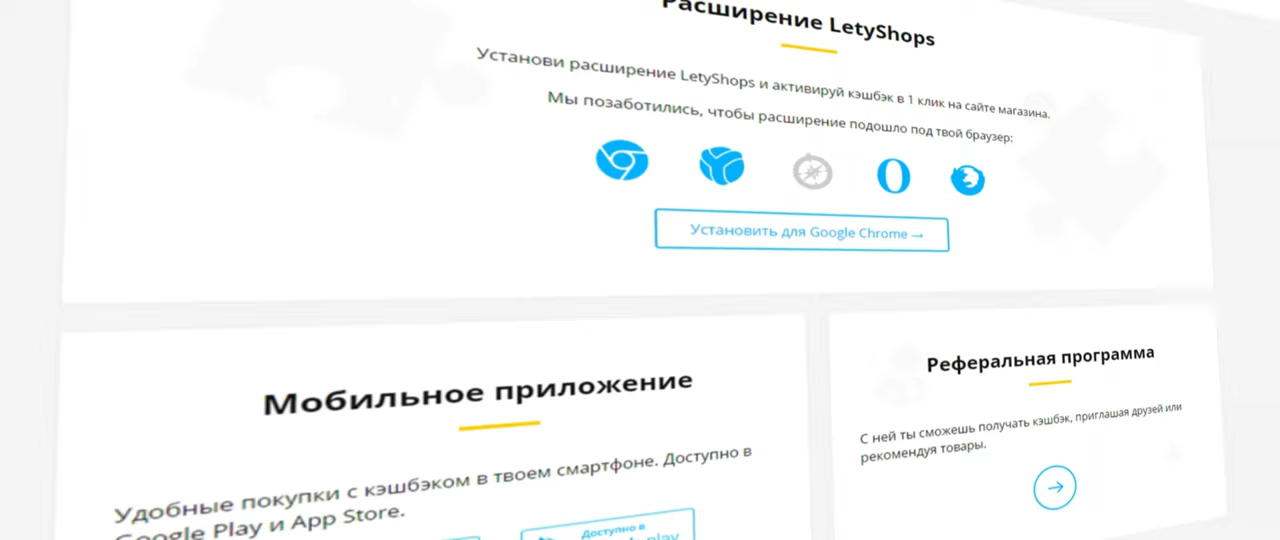 Расширение LetyShops
Установи расширение LetyShops и активируй кэшбэк в 1 клик на сайте магазина.
Мы позаботились, чтобы расширение подошло под твой браузер:
Установить для Google Chrome →
Мобильное приложение
Удобные покупки с кэшбэком в твоем смартфоне. Доступно в
Google Play и App Store.
Доступно в
Реферальная программа
С ней ты сможешь получать кэшбэк, приглашая друзей или
рекомендуя товары.